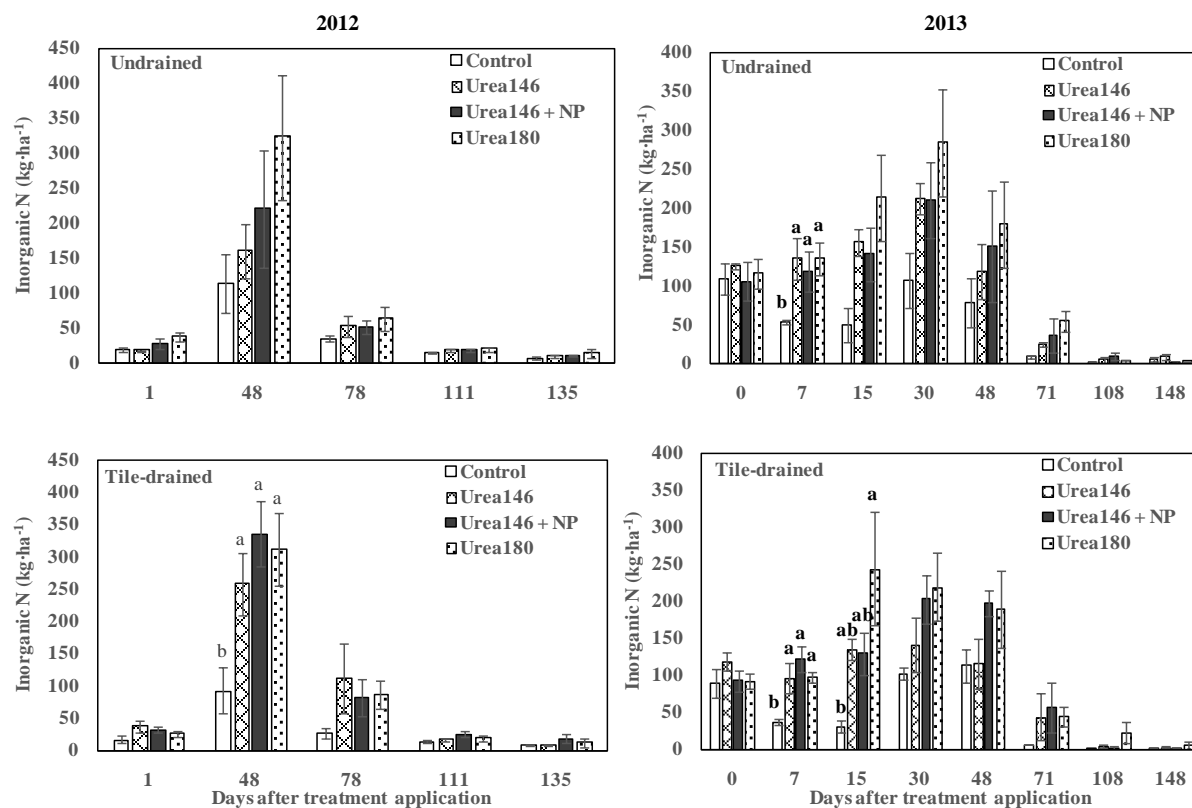 2012
Inorganic N (kg·ha⁻¹)
450
400
350
300
250
200
150
100
50
0
Undrained
Control
Urea146
Urea146 + NP
Urea180
1 48 78 111 135
2013
Inorganic N (kg·ha⁻¹)
400
350
300
250
200
150
100
50
0
Undrained
Control
Urea146
Urea146 + NP
Urea180
b a a a
0 7 15 30 48 71 108 148
Inorganic N (kg·ha⁻¹)
450
400
350
300
250
200
150
100
50
0
Tile-drained
Control
Urea146
Urea146 + NP
Urea180
b a a a
1 48 78 111 135
Days after treatment application
Inorganic N (kg·ha⁻¹)
400
350
300
250
200
150
100
50
0
Tile-drained
Control
Urea146
Urea146 + NP
Urea180
b a a a
b ab ab a
0 7 15 30 48 71 108 148
Days after treatment application